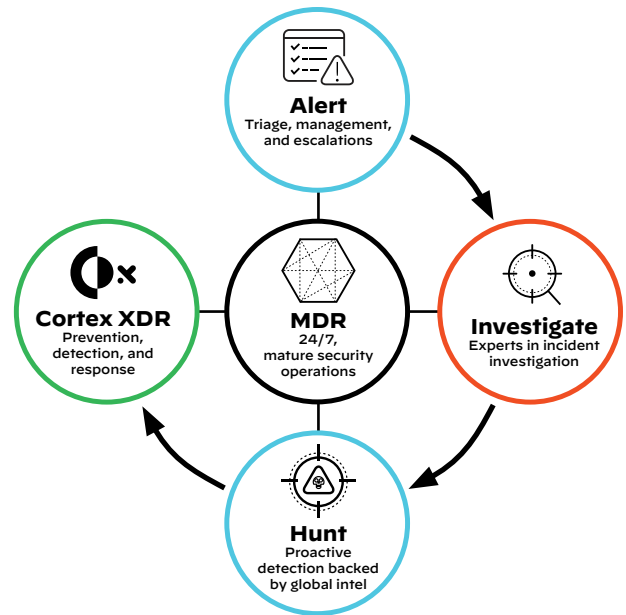 Alert
Triage, management,
and escalations
Cortex XDR
Prevention,
detection, and
response
MDR
24/7,
mature security
operations
Investigate
Experts in incident
investigation
Hunt
Proactive
detection backed
by global intel